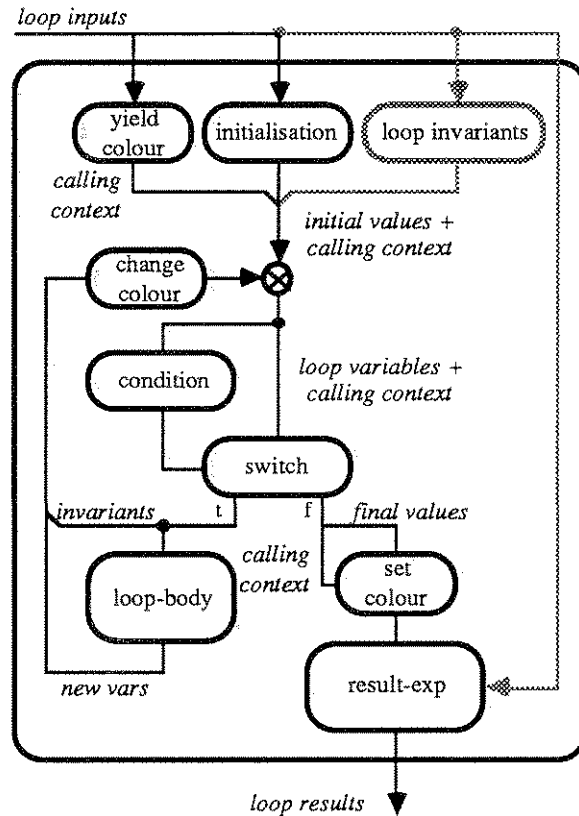 loop inputs
yield
colour
initialisation
loop invariants
calling
context
initial values +
calling context
change
colour
condition
loop variables +
calling context
switch
invariants
t
f
final values
calling
context
loop-body
set
colour
new vars
result-exp
loop results